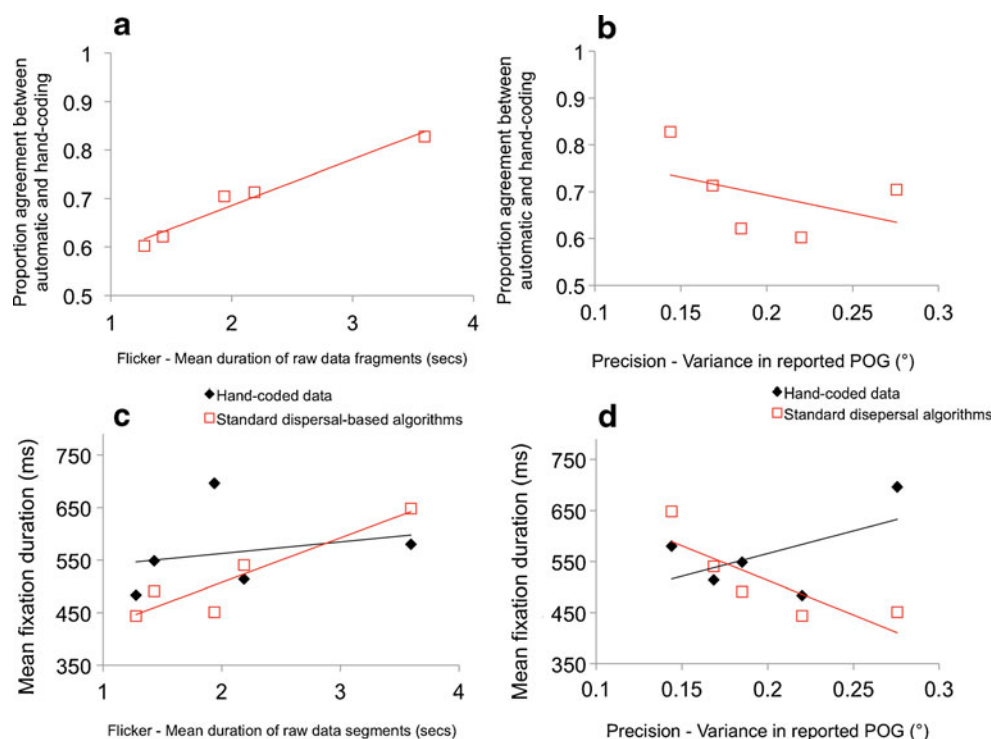 a
Proportion agreement between
automatic and hand-coding
1
0.9
0.8
0.7
0.6
0.5
1 2 3 4
Flicker - Mean duration of raw data fragments (secs)
b
Proportion agreement between
automatic and hand-coding
1
0.9
0.8
0.7
0.6
0.5
0.1 0.15 0.2 0.25 0.3
Precision - Variance in reported POG (°)
c
Hand-coded data
Standard dispersal-based algorithms
Mean fixation duration (ms)
750
650
550
450
350
1 2 3 4
Flicker - Mean duration of raw data segments (secs)
d
Hand-coded data
Standard disepersal algorithms
Mean fixation duration (ms)
750
650
550
450
350
0.1 0.15 0.2 0.25 0.3
Precision - Variance in reported POG (°)